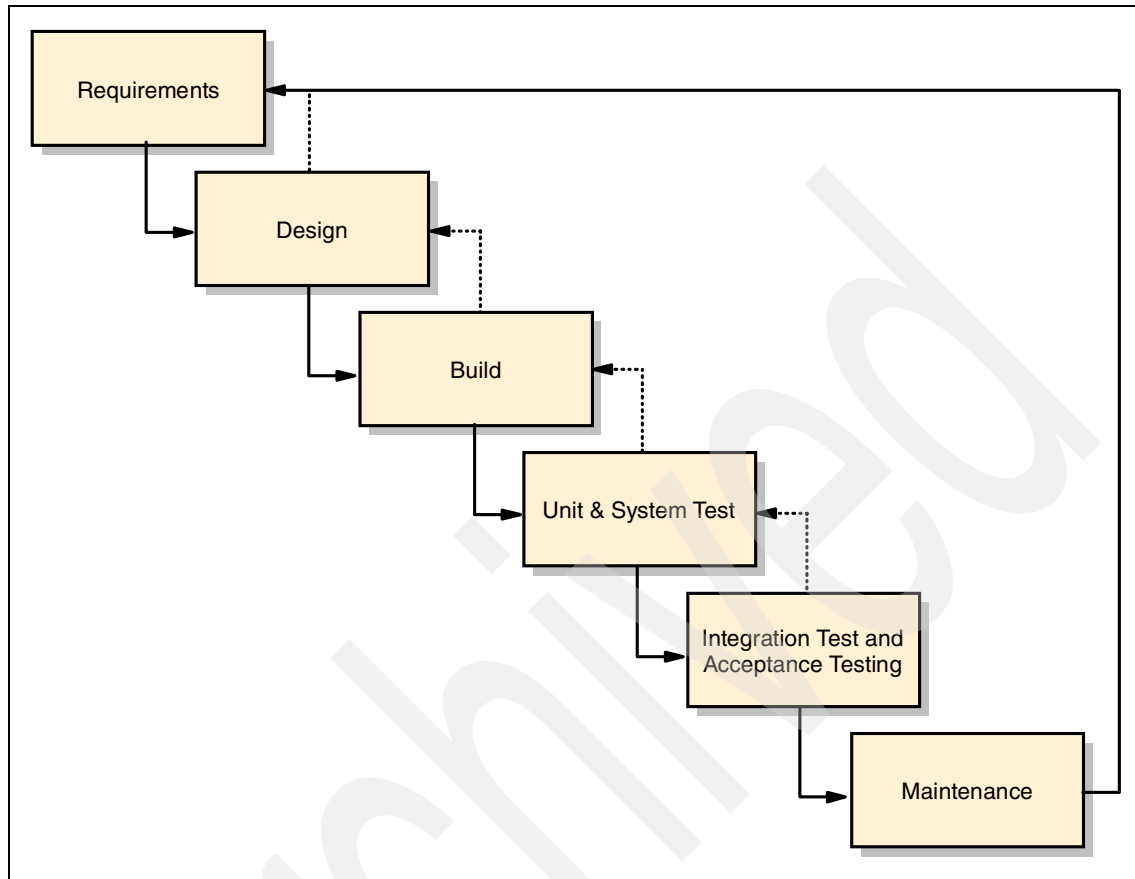 Requirements
Design
Build
Unit & System Test
Integration Test and
Acceptance Testing
Maintenance